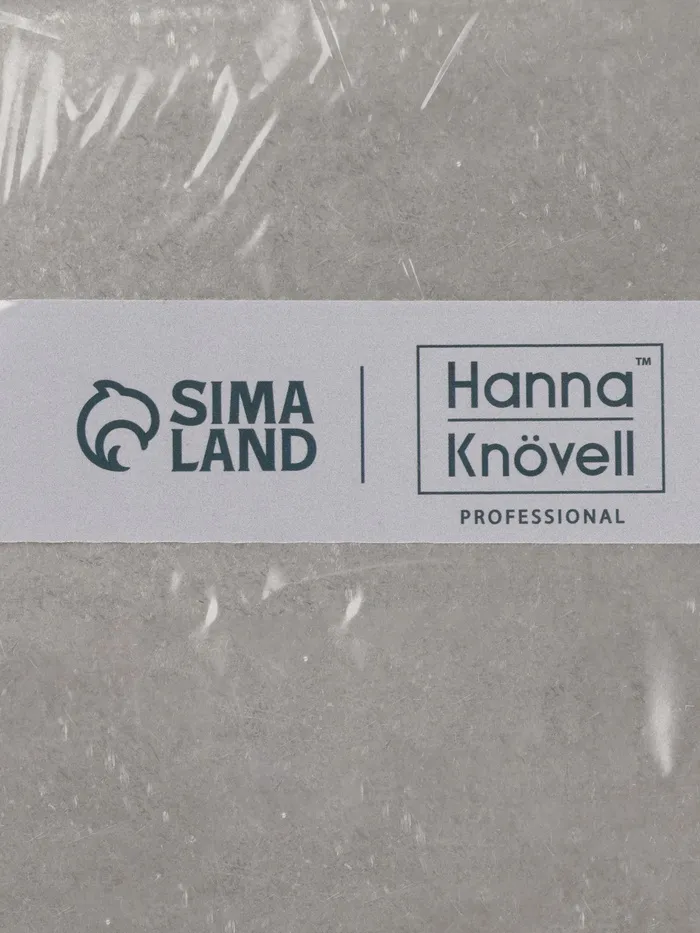 SIMA
LAND
Hanna™
Knövell
PROFESSIONAL